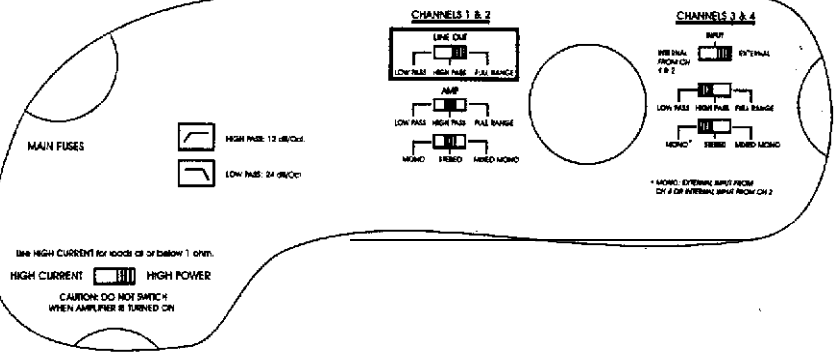 CHANNELS 1 & 2
LINE OUT
LOW PASS HIGH PASS FULL RANGE
AMP
LOW PASS HIGH PASS FULL RANGE
MONO STEREO MIXED MONO
CHANNELS 3 & 4
INPUT
INTERNAL
FROM CH
1 & 2
EXTERNAL
LOW PASS HIGH PASS FULL RANGE
MONO* STEREO MIXED MONO
* MONO: EXTERNAL INPUT FROM
CH 4 OR INTERNAL INPUT FROM CH 2
MAIN FUSES
HIGH PASS: 12 dB/Oct.
LOW PASS: 24 dB/Oct
Use HIGH CURRENT for loads at or below 1 ohm.
HIGH CURRENT HIGH POWER
CAUTION: DO NOT SWITCH
WHEN AMPLIFIER IS TURNED ON